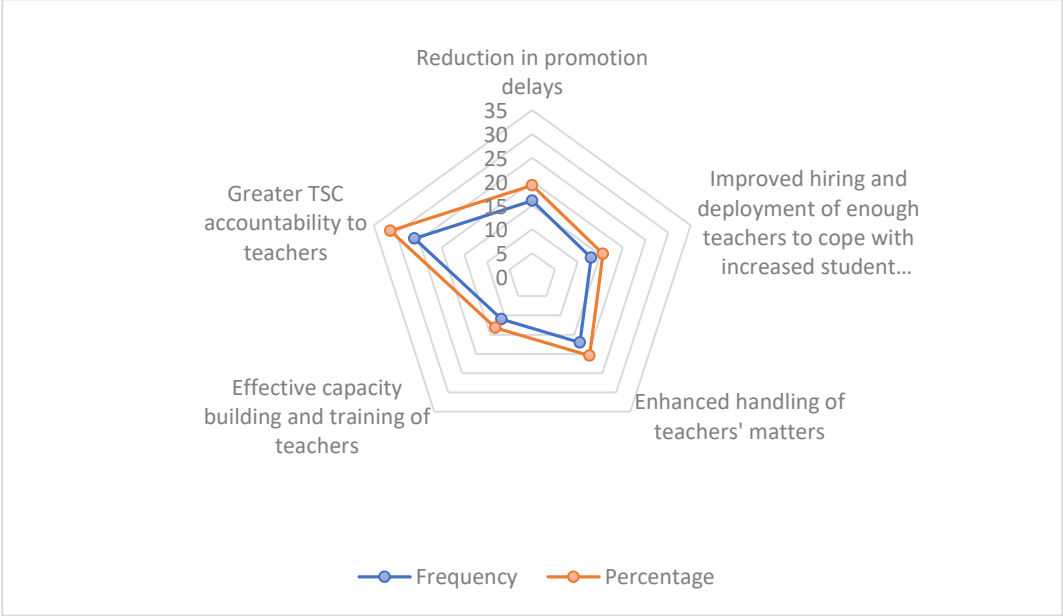 Reduction in promotion
delays
35
30
25
20
15
10
5
0
Improved hiring and
deployment of enough
teachers to cope with
increased student...
Enhanced handling of
teachers' matters
Effective capacity
building and training of
teachers
Greater TSC
accountability to
teachers
Frequency
Percentage